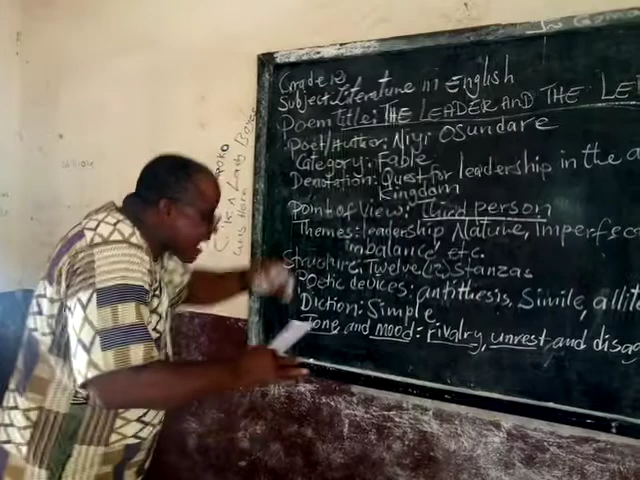 Grade 12
Subject: Literature in English
Poem Title: THE LEADER AND THE LE
Poet/Author: Niyi Osundare
Category: Fable
Denotation: Quest for leadership in the a
Kingdom
Point of View: Third person
Themes: leadership, Nature, Imperfec
imbalance, etc.
Structure: Twelve (12) stanzas
Poetic devices: antithesis, Simile, allit
Diction: Simple
Tone and mood: rivalry, unrest and disag